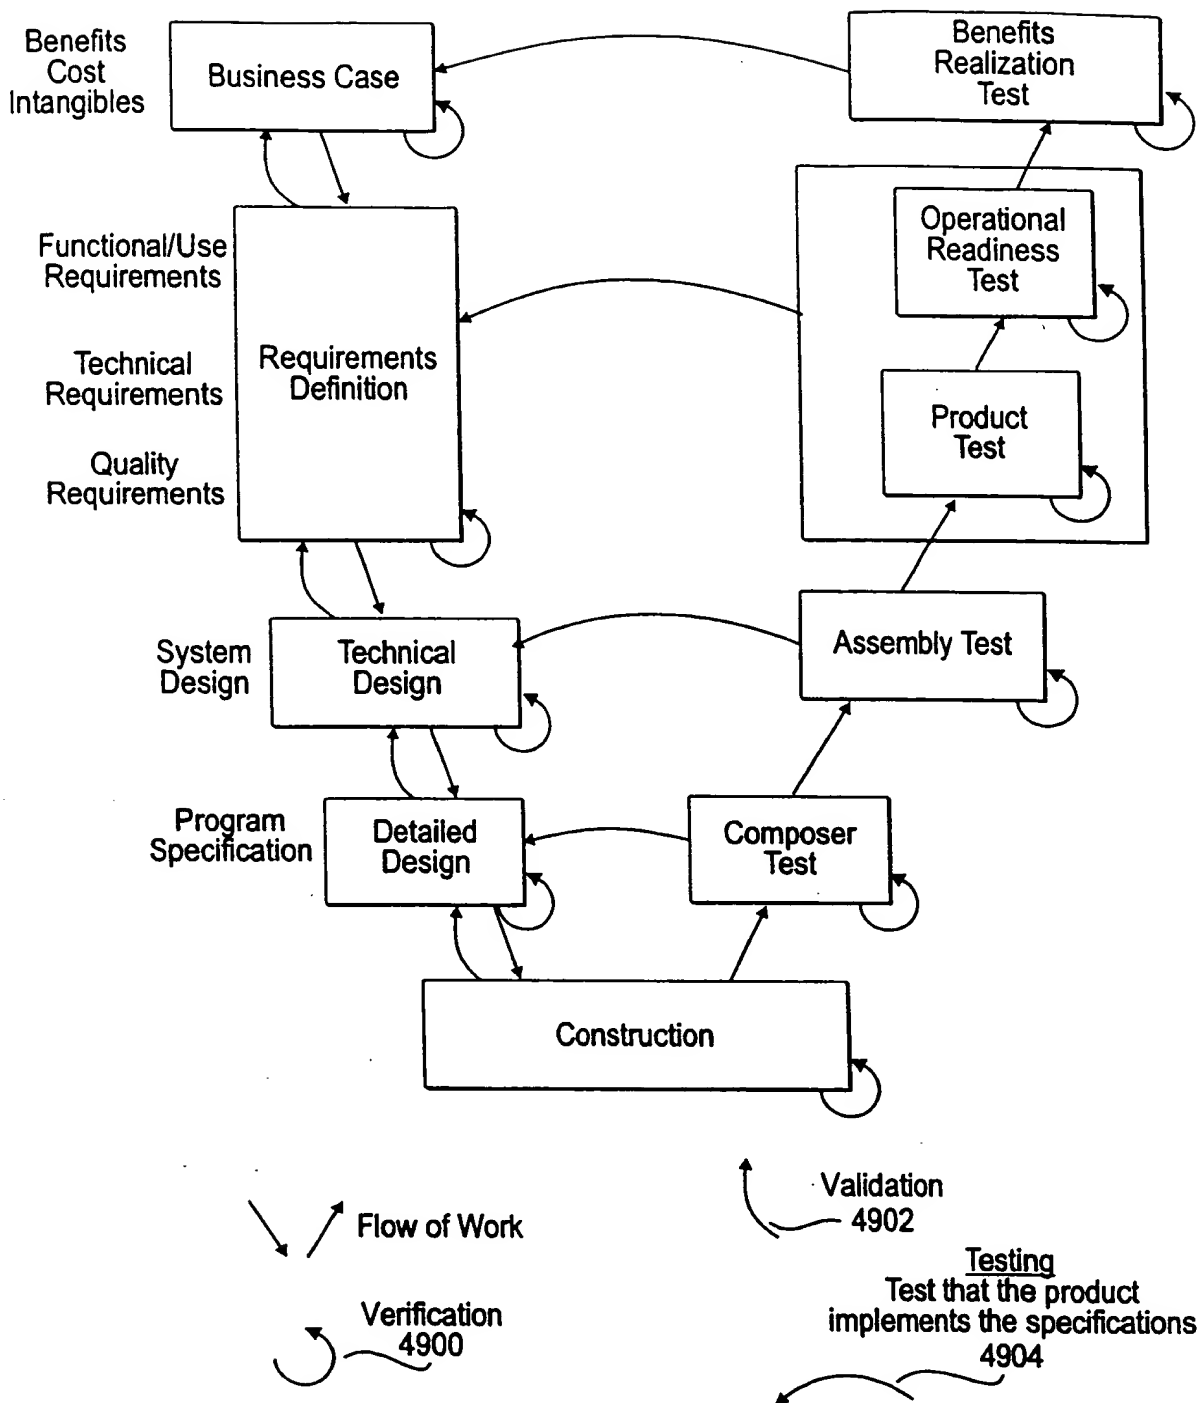 Benefits
Cost
Intangibles
Business Case
Benefits
Realization
Test
Functional/Use
Requirements
Technical
Requirements
Quality
Requirements
Requirements
Definition
Operational
Readiness
Test
Product
Test
System
Design
Technical
Design
Assembly Test
Program
Specification
Detailed
Design
Composer
Test
Construction
Flow of Work
Validation
4902
Verification
4900
Testing
Test that the product
implements the specifications
4904